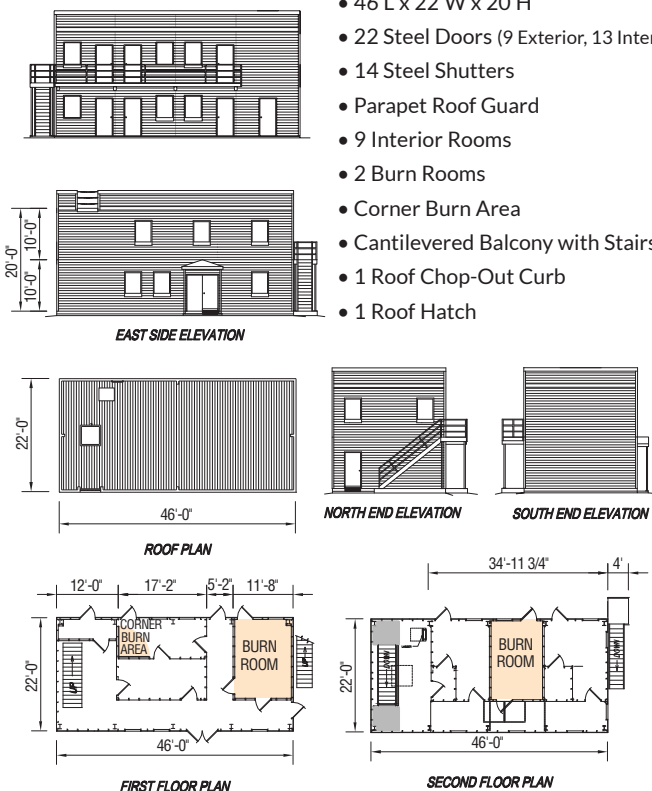 • 46 L x 22 W x 20 H
• 22 Steel Doors (9 Exterior, 13 Inter
• 14 Steel Shutters
• Parapet Roof Guard
• 9 Interior Rooms
• 2 Burn Rooms
• Corner Burn Area
• Cantilevered Balcony with Stairs
• 1 Roof Chop-Out Curb
• 1 Roof Hatch
20'-0"
10'-0"
10'-0"
EAST SIDE ELEVATION
22'-0"
46'-0"
ROOF PLAN
NORTH END ELEVATION
SOUTH END ELEVATION
12'-0" 17'-2" 5'-2" 11'-8"
22'-0"
UP
CORNER
BURN
AREA
BURN
ROOM
UP
46'-0"
FIRST FLOOR PLAN
34'-11 3/4" 4'
22'-0"
DOWN
BURN
ROOM
DOWN
46'-0"
SECOND FLOOR PLAN